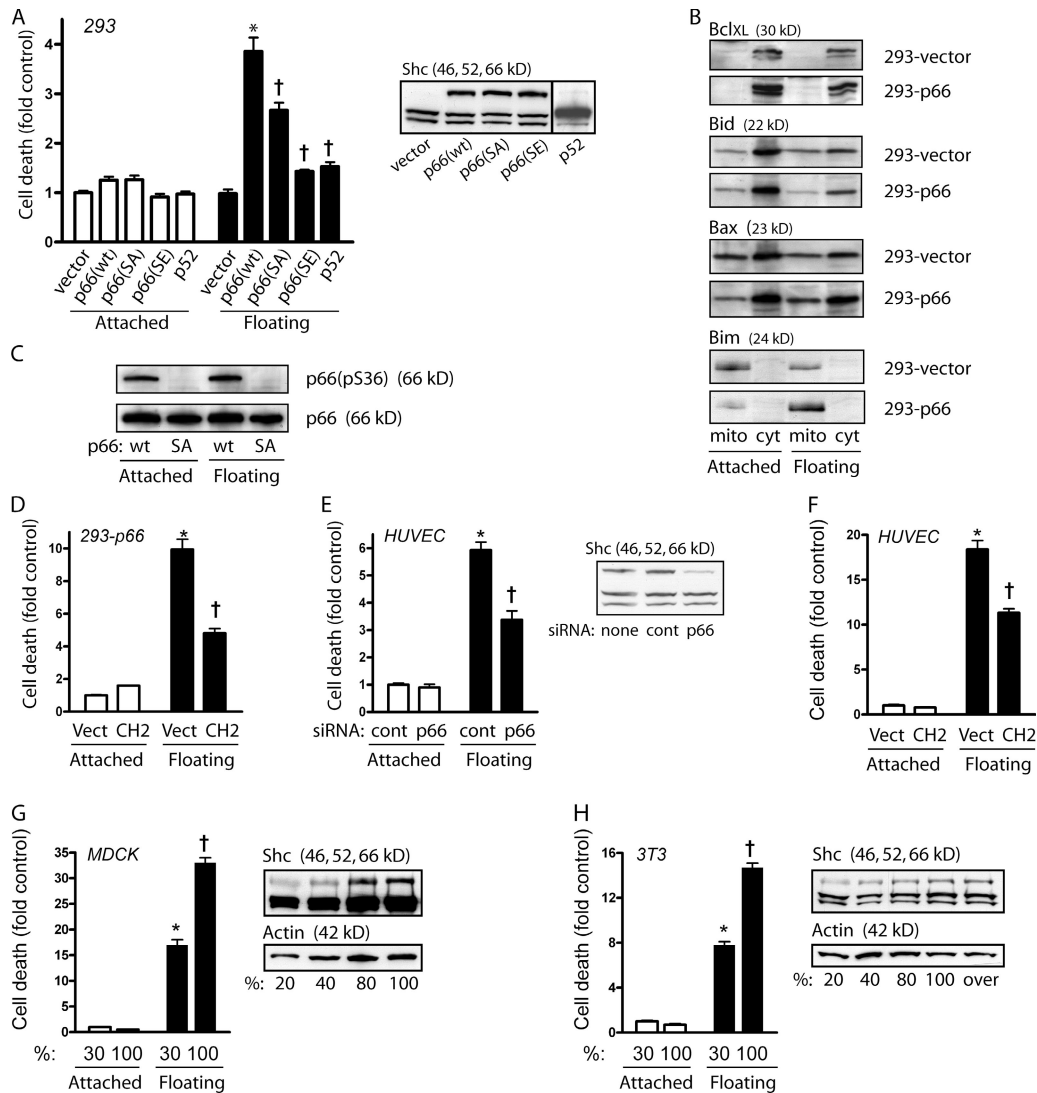 A
293
Cell death (fold control)
4
3
2
1
0
*
†
†
†
vector
p66(wt)
p66(SA)
p66(SE)
p52
vector
p66(wt)
p66(SA)
p66(SE)
p52
Attached
Floating
Shc (46, 52, 66 kD)
vector
p66(wt)
p66(SA)
p66(SE)
p52
B
BclXL (30 kD)
293-vector
293-p66
Bid (22 kD)
293-vector
293-p66
Bax (23 kD)
293-vector
293-p66
Bim (24 kD)
293-vector
293-p66
mito cyt mito cyt
Attached Floating
C
p66(pS36) (66 kD)
p66 (66 kD)
p66: wt SA wt SA
Attached Floating
D
293-p66
Cell death (fold control)
10
8
6
4
2
0
*
†
Vect CH2 Vect CH2
Attached Floating
E
HUVEC
Cell death (fold control)
6
5
4
3
2
1
0
*
†
siRNA: cont p66 cont p66
Attached Floating
Shc (46, 52, 66 kD)
siRNA: none cont p66
F
HUVEC
Cell death (fold control)
20
15
10
5
0
*
†
Vect CH2 Vect CH2
Attached Floating
G
MDCK
Cell death (fold control)
35
30
25
20
15
10
5
0
*
†
%: 30 100 30 100
Attached Floating
Shc (46, 52, 66 kD)
Actin (42 kD)
%: 20 40 80 100
H
3T3
Cell death (fold control)
16
12
8
4
0
*
†
%: 30 100 30 100
Attached Floating
Shc (46, 52, 66 kD)
Actin (42 kD)
%: 20 40 80 100 over